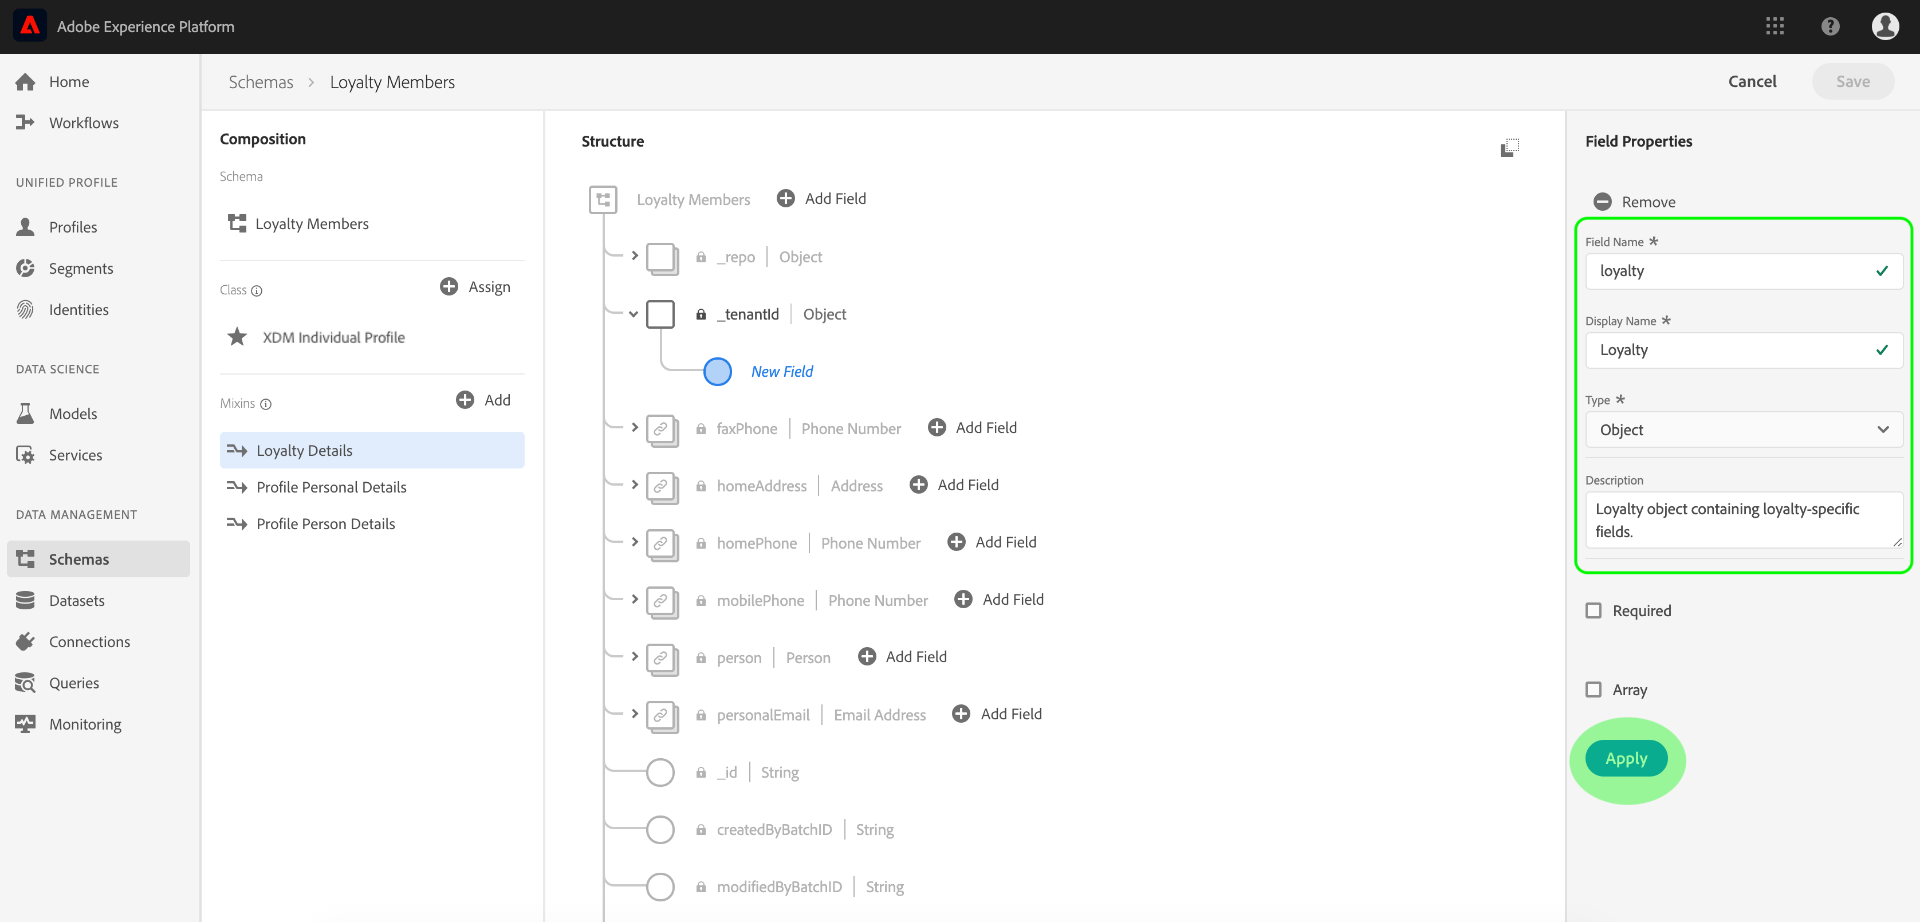 Adobe Experience Platform
Home
Workflows
UNIFIED PROFILE
Profiles
Segments
Identities
DATA SCIENCE
Models
Services
DATA MANAGEMENT
Schemas
Datasets
Connections
Queries
Monitoring
Schemas > Loyalty Members
Cancel
Save
Composition
Schema
Loyalty Members
Class
Assign
XDM Individual Profile
Mixins
Add
Loyalty Details
Profile Personal Details
Profile Person Details
Structure
Loyalty Members Add Field
_repo | Object
_tenantId | Object
New Field
faxPhone | Phone Number Add Field
homeAddress | Address Add Field
homePhone | Phone Number Add Field
mobilePhone | Phone Number Add Field
person | Person Add Field
personalEmail | Email Address Add Field
_id | String
createdByBatchID | String
modifiedByBatchID | String
Field Properties
Remove
Field Name *
loyalty
Display Name *
Loyalty
Type *
Object
Description
Loyalty object containing loyalty-specific
fields.
Required
Array
Apply